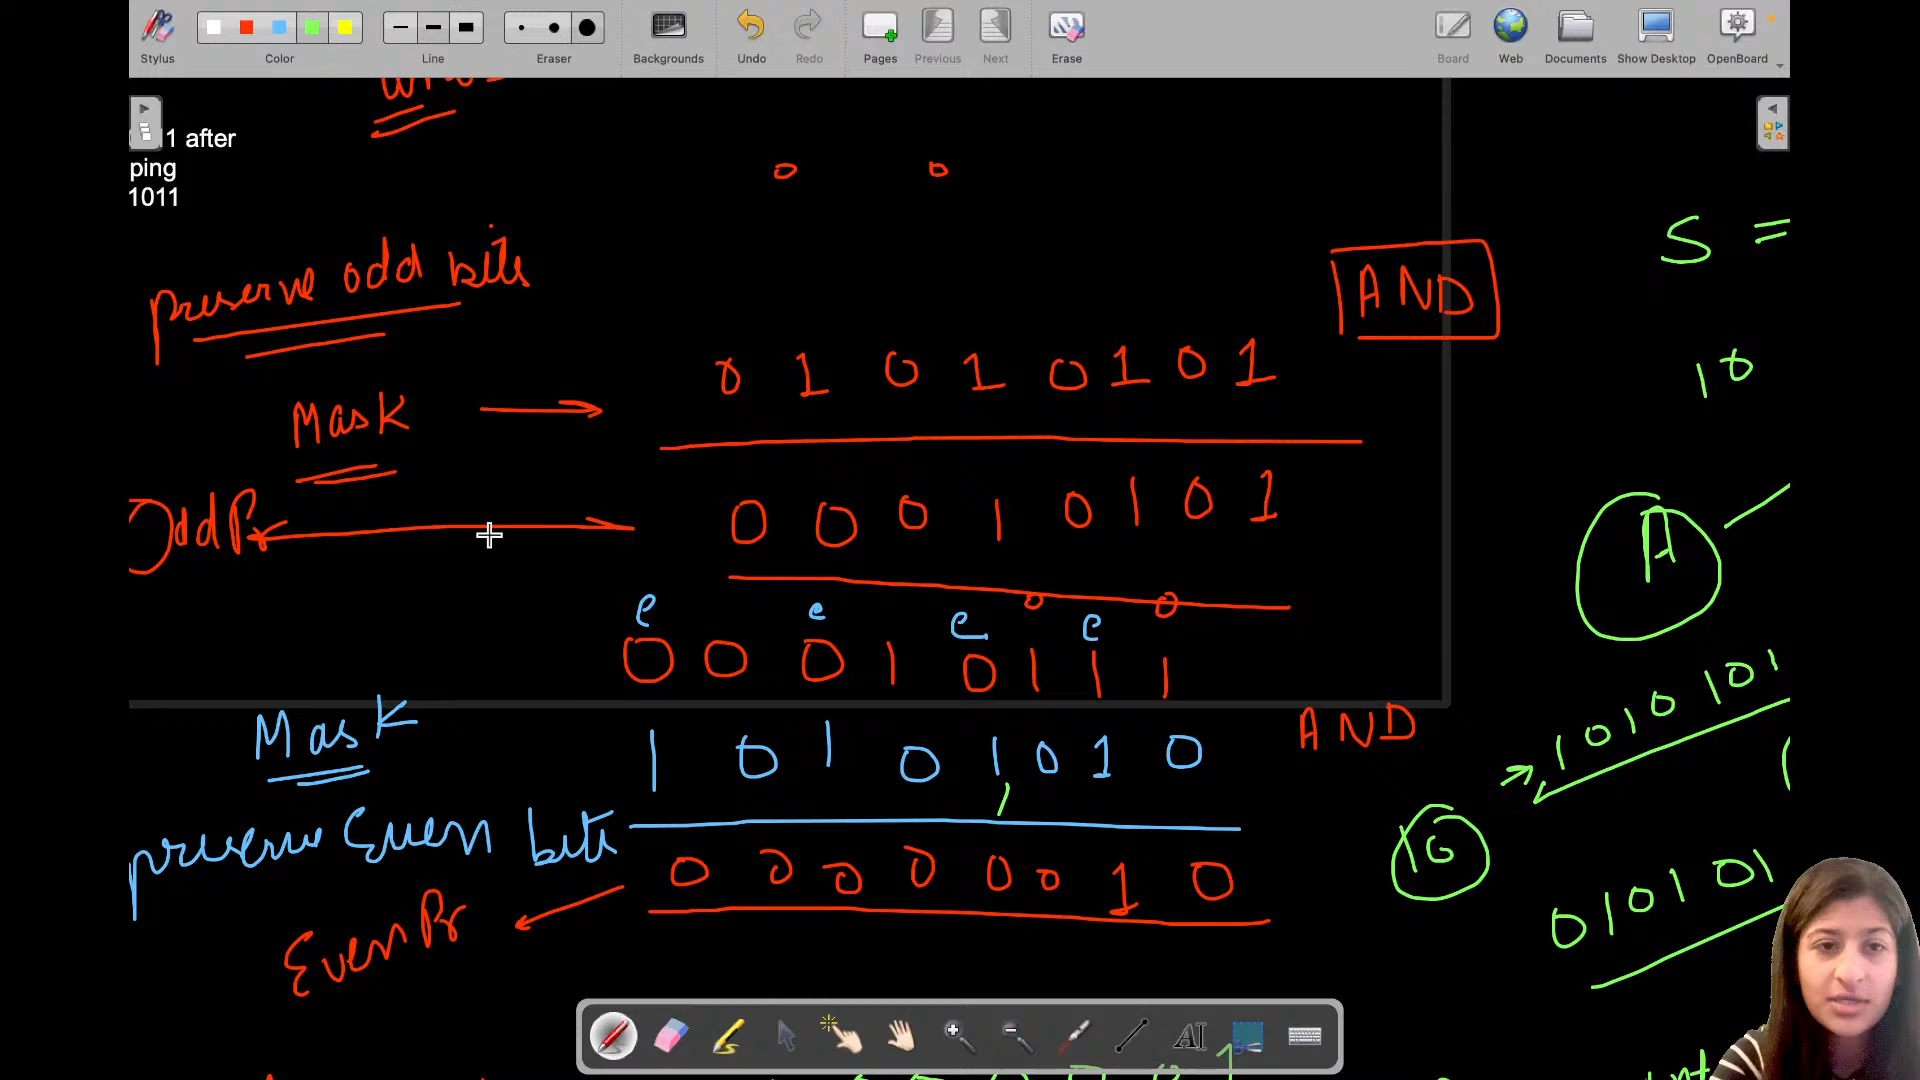 Stylus
Color
Line
Eraser
Backgrounds
Undo
Redo
Pages
Previous
Next
Erase
Board
Web
Documents
Show Desktop
OpenBoard
1 after
ping
1011
o o
S =
preserve odd bits
AND
0 1 0 1 0 1 0 1
10
Mask
OddPr
0 0 0 1 0 1 0 1
A
e e e o e o
0 0 0 1 0 1 1 1
1010101
Mask
1 0 1 0 1 0 1 0
AND
preserve Even bits
10
0 0 0 0 0 0 1 0
010101
EvenPr
AI